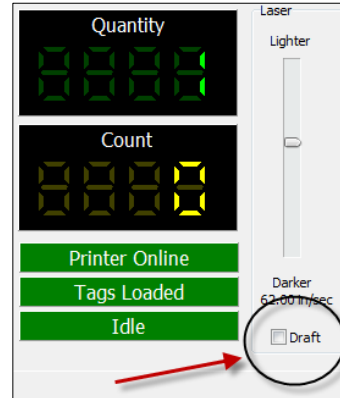 Quantity
1
Count
0
Printer Online
Tags Loaded
Idle
Laser
Lighter
Darker
62.00 in/sec
Draft